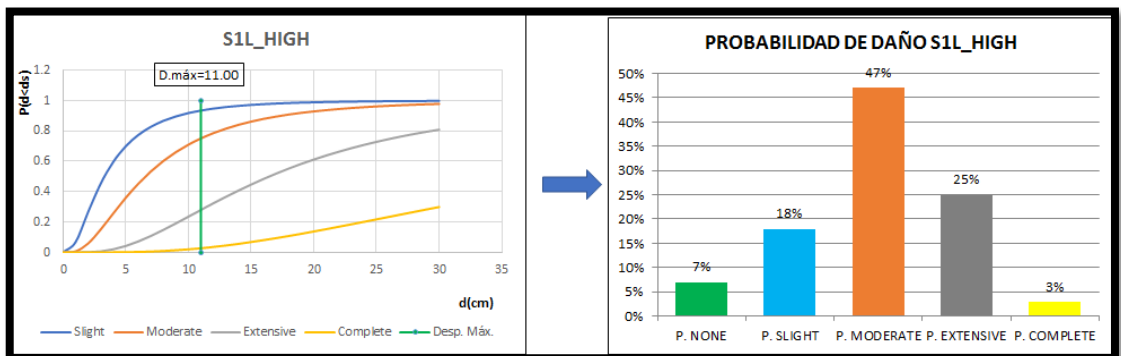 S1L_HIGH
P(d<ds)
D.máx=11.00
1.2
1
0.8
0.6
0.4
0.2
0
0 5 10 15 20 25 30 35
d(cm)
Slight Moderate Extensive Complete Desp. Máx.
PROBABILIDAD DE DAÑO S1L_HIGH
50%
45%
40%
35%
30%
25%
20%
15%
10%
5%
0%
7% 18% 47% 25% 3%
P. NONE P. SLIGHT P. MODERATE P. EXTENSIVE P. COMPLETE